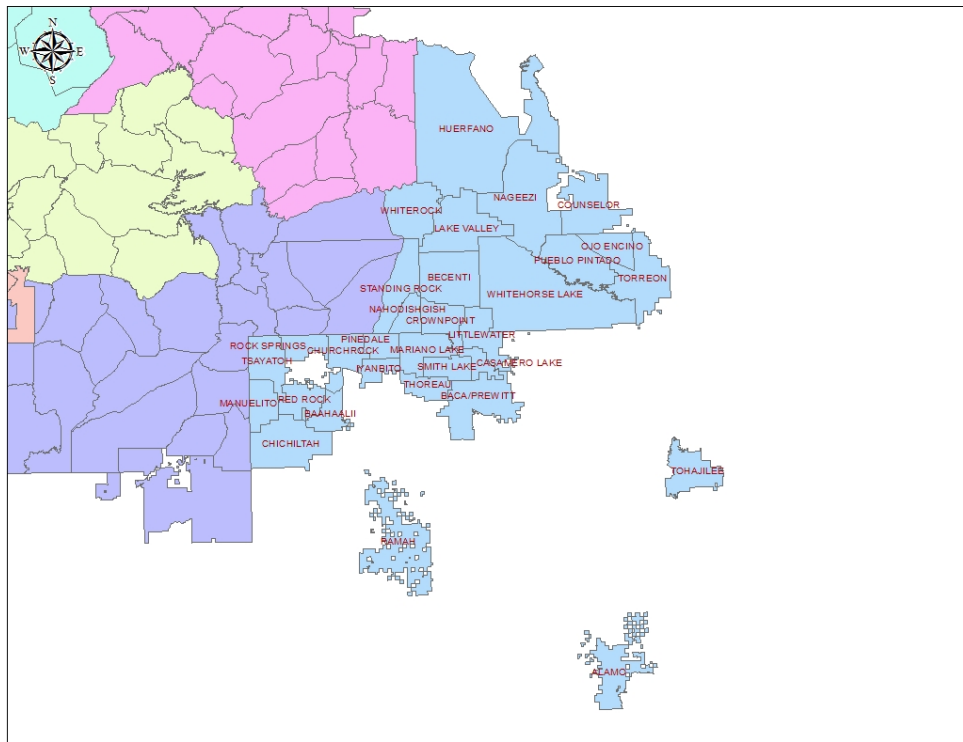 N
W E
S
HUERFANO
NAGEEZI
COUNSELOR
WHITEROCK
LAKE VALLEY
OJO ENCINO
PUEBLO PINTADO
BECENTI
TORREON
STANDING ROCK
WHITEHORSE LAKE
NAHODISHGISH
CROWNPOINT
LITTLEWATER
ROCK SPRINGS
PINEDALE
CHURCHROCK
MARIANO LAKE
TSAYATOH
IYANBITO
SMITH LAKE
CASAMERO LAKE
THOREAU
BACA/PREWITT
MANUELITO
RED ROCK
BAAHAALII
CHICHILTAH
TOHAJILEE
RAMAH
ALAMO